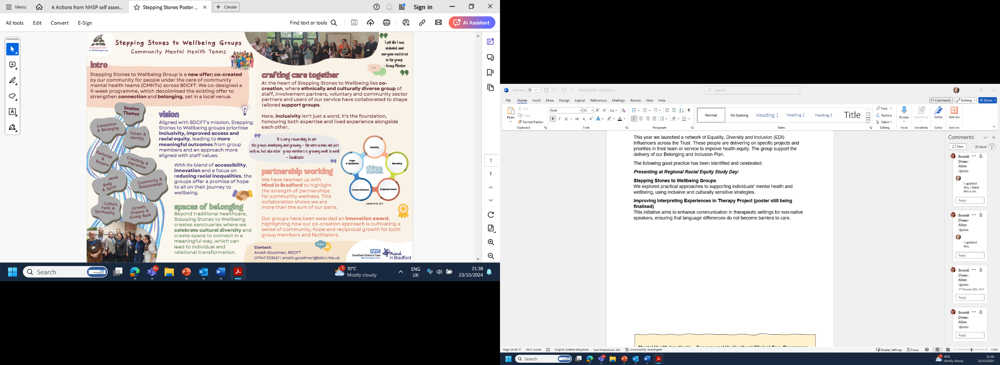 Menu
4 Actions from NHSP self asses...
Stepping Stones Poster ...
Create
Sign in
All tools
Edit
Convert
E-Sign
Find text or tools
AI Assistant
Stepping Stones
to Wellbeing Group
Stepping Stones to Wellbeing Groups
Community Mental Health Teams
intro
Stepping Stones to Wellbeing Group is a new offer; co-created
by our community for people under the care of community
mental health teams (CMHTs) across BDCFT. We co-designed a
9-week programme, which decolonised the existing offer to
strengthen connection and belonging, set in a local venue.
Session
Themes
Connection
& Belonging
Values &
Identity
Recharge
&
Restore
Creativity &
Expression
Mind,
Body
& Spirit
Community &
Relationships
Culture,
Faith &
Spirituality
Growth,
Dreams &
Giving Back
vision
Aligned with BDCFT's mission, Stepping
Stones to Wellbeing groups prioritise
inclusivity, improved access and
racial equity, leading to more
meaningful outcomes from group
members and an approach more
aligned with staff values.
With its blend of accessibility,
innovation and a focus on
reducing racial inequalities, the
groups offer a promise of hope
to all on their journey to
wellbeing.
spaces of belonging
Beyond traditional healthcare,
Stepping Stones to Wellbeing
creates sanctuaries where we
celebrate cultural diversity and
create space to connect in a
meaningful way, which can
lead to individual and
relational transformation.
I felt like I was
included, and
everyone mattered
in the group
- Group Member
crafting care together
At the heart of Stepping Stones to Wellbeing lies co-
creation, where ethnically and culturally diverse group of
staff, involvement partners, voluntary and community sector
partners and users of our service have collaborated to shape
tailored support groups.
Here, inclusivity isn't just a word, it's the foundation,
honouring both expertise and lived experience alongside
each other.
It is very rewarding to see
the groups developing and growing - the interaction, not just
with us, but also other group members is growing week to week
- Facilitator
Identity
Hope
& Optimism
Meaning
chime
model
Connectedness
Empowerment
Leamy et al, 2011
partnership working
We have teamed up with
Mind in Bradford to highlight
the strength of partnerships
for community wellness. This
collaboration shows we are
more than the sum of our parts.
Our groups have been awarded an innovation award,
highlighting how our co-creation approach is cultivating a
sense of community, hope and reciprocal growth for both
group members and facilitators.
Contact:
Anokh Goodman, BDCFT
07947 553621 | anokh.goodman@bdct.nhs.uk
NHS
Bradford District Care
NHS Foundation Trust
mind
in Bradford
1
1
Search
9+
1
10°C
Mostly cloudy
ENG
UK
21:38
23/10/2024
AutoSave
Off
PSED REPORT 2024-2025
Search
File
Home
Insert
Draw
Design
Layout
References
Mailings
Review
View
Help
Comments
Editing
Share
Paste
Cut
Copy
Format Painter
Clipboard
Arial
12
Font
Paragraph
Normal
No Spacing
Heading 1
Heading 2
Heading 3
Title
Styles
Find
Replace
Select
Editing
Dictate
Voice
Sensitivity
Sensitivity
Editor
Editor
Add-ins
Add-ins
This year we launched a network of Equality, Diversity and Inclusion (EDI)
Influencers across the Trust. These people are delivering on specific projects and
priorities in their team or service to improve health equity. The group support the
delivery of our Belonging and Inclusion Plan.
The following good practice has been identified and celebrated:
Presenting at Regional Racial Equity Study Day:
Stepping Stones to Wellbeing Groups
We explored practical approaches to supporting individuals' mental health and
wellbeing, using inclusive and culturally sensitive strategies.
Improving Interpreting Experiences in Therapy Project (poster still being
finalised)
This initiative aims to enhance communication in therapeutic settings for non-native
speakers, ensuring that language differences do not become barriers to care.
Comments
New
20 items
Brontë
Dines-
Allen
Update
I updated
this. I think
this is ok.
Reply
Brontë
Dines-
Allen
Update
I updated
this.
Reply
Brontë
Dines-
Allen
Update
17 October 2024, 13:11
Reply
Brontë
Dines-
Allen
Update
Reply
Page 29 of 37
9932 words
English (United Kingdom)
Text Predictions: On
Accessibility: Investigate
Display Settings
Focus
110%
Search
9+
1
10°C
Mostly cloudy
21:38
23/10/2024